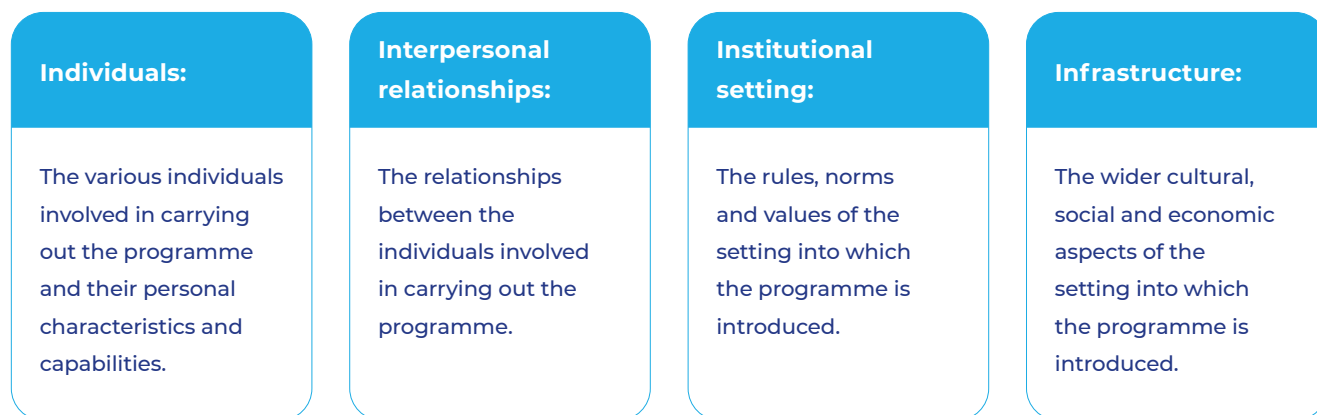 Individuals:
The various individuals
involved in carrying
out the programme
and their personal
characteristics and
capabilities.
Interpersonal
relationships:
The relationships
between the
individuals involved
in carrying out the
programme.
Institutional
setting:
The rules, norms
and values of the
setting into which
the programme is
introduced.
Infrastructure:
The wider cultural,
social and economic
aspects of the
setting into which
the programme is
introduced.